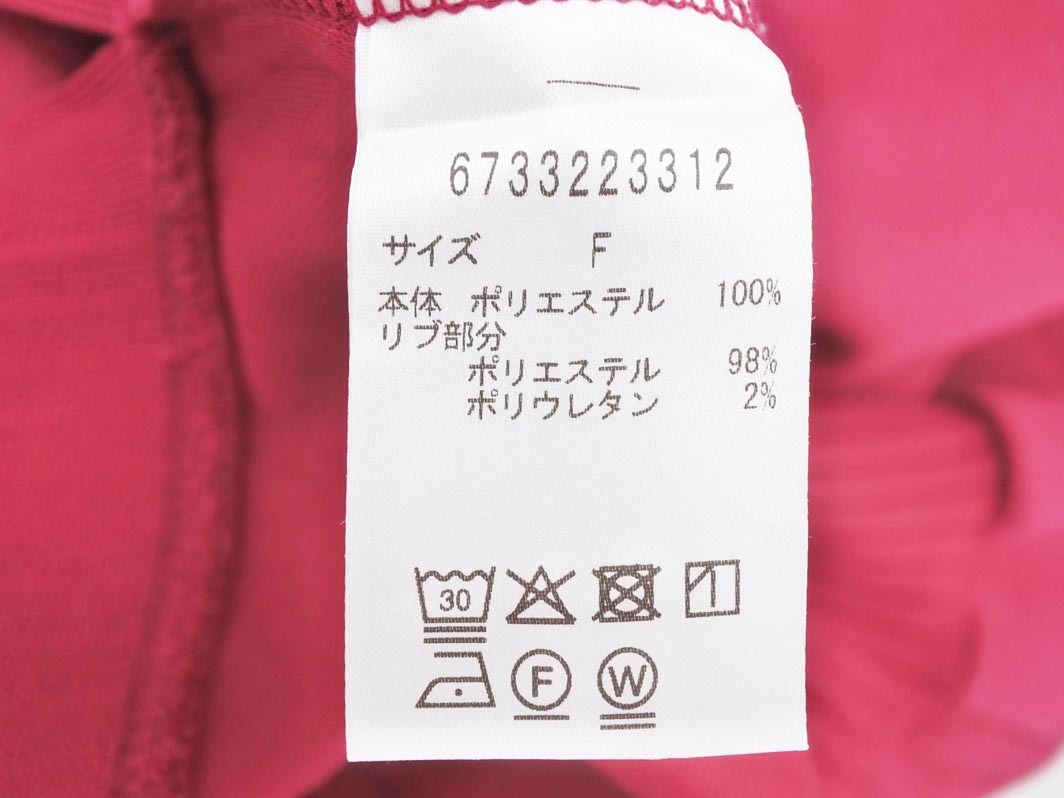 6733223312
サイズ F
本体 ポリエステル 100%
リブ部分
ポリエステル 98%
ポリウレタン 2%
30
F W